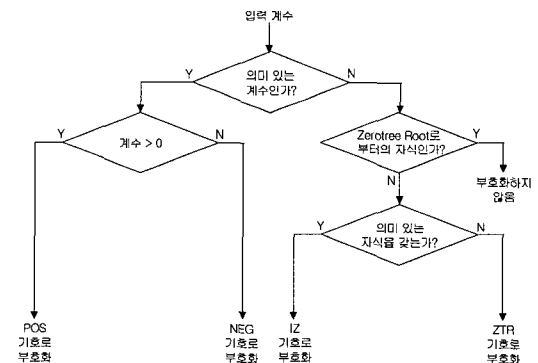 입력 계수
의미 있는
계수인가?
Y
N
계수 > 0
Y
N
Zerotree Root로
부터의 자식인가?
Y
N
부호화하지
않음
의미 있는
자식을 갖는가?
Y
N
POS
기호로
부호화
NEG
기호로
부호화
IZ
기호로
부호화
ZTR
기호로
부호화